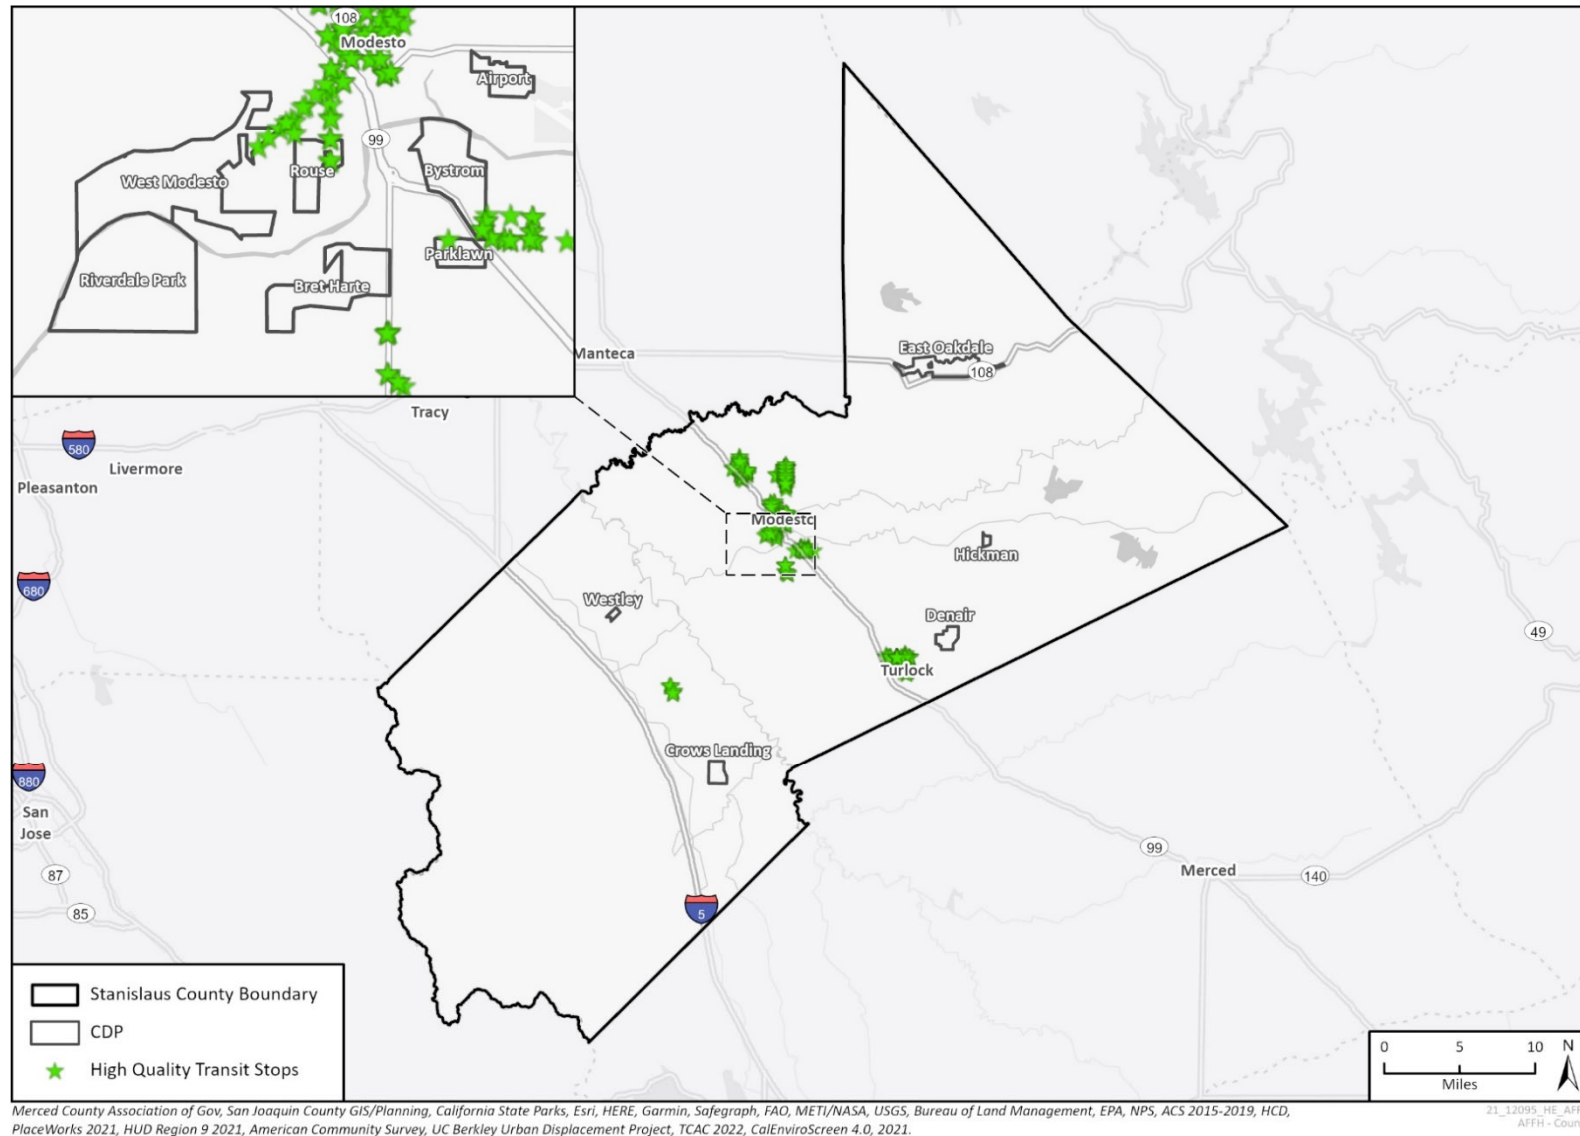 108
Modesto
Airport
99
West Modesto
Rouse
Bystrom
Parklawn
Riverdale Park
Bret Harte
Manteca
East Oakdale
108
Tracy
580
Livermore
Pleasanton
Modesto
Hickman
680
Westley
Denair
49
Turlock
Crows Landing
880
San
Jose
99
Merced
140
87
85
5
Stanislaus County Boundary
CDP
High Quality Transit Stops
0 5 10 N
Miles
Merced County Association of Gov, San Joaquin County GIS/Planning, California State Parks, Esri, HERE, Garmin, Safegraph, FAO, METI/NASA, USGS, Bureau of Land Management, EPA, NPS, ACS 2015-2019, HCD,
PlaceWorks 2021, HUD Region 9 2021, American Community Survey, UC Berkley Urban Displacement Project, TCAC 2022, CalEnviroScreen 4.0, 2021.
21_12095_HE_AFF
AFFH - Coun